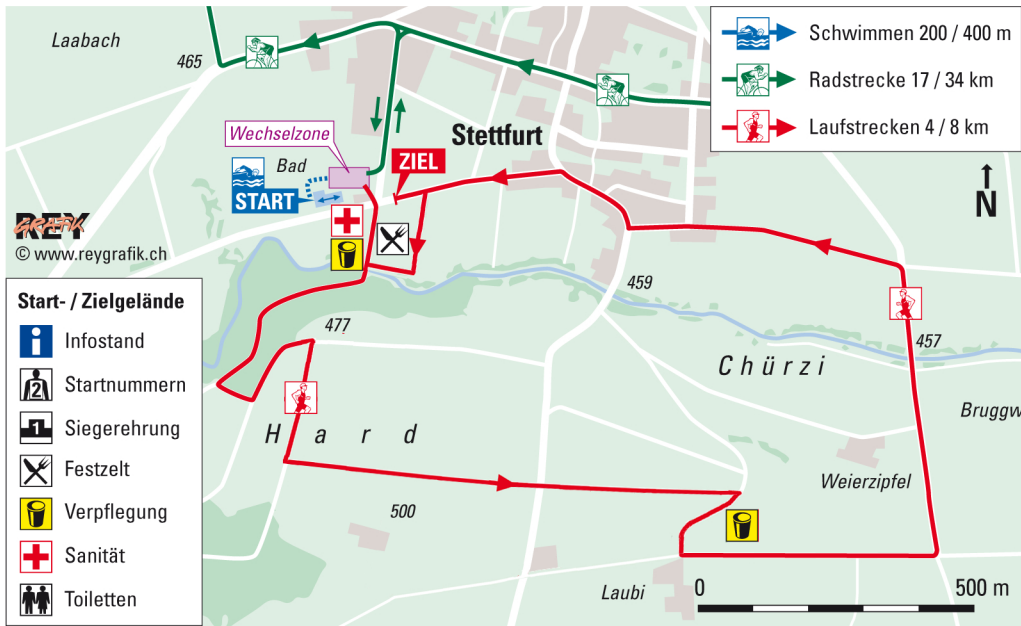 Laabach
465
Schwimmen 200 / 400 m
Radstrecke 17 / 34 km
Laufstrecken 4 / 8 km
Wechselzone
Stettfurt
Bad
ZIEL
START
N
REY
GRAFIK
© www.reygrafik.ch
459
477
457
Chürzi
Bruggw
Hard
Weierzipfel
500
Laubi
0
500 m
Start- / Zielgelände
Infostand
2
Startnummern
1
Siegerehrung
Festzelt
Verpflegung
Sanität
Toiletten